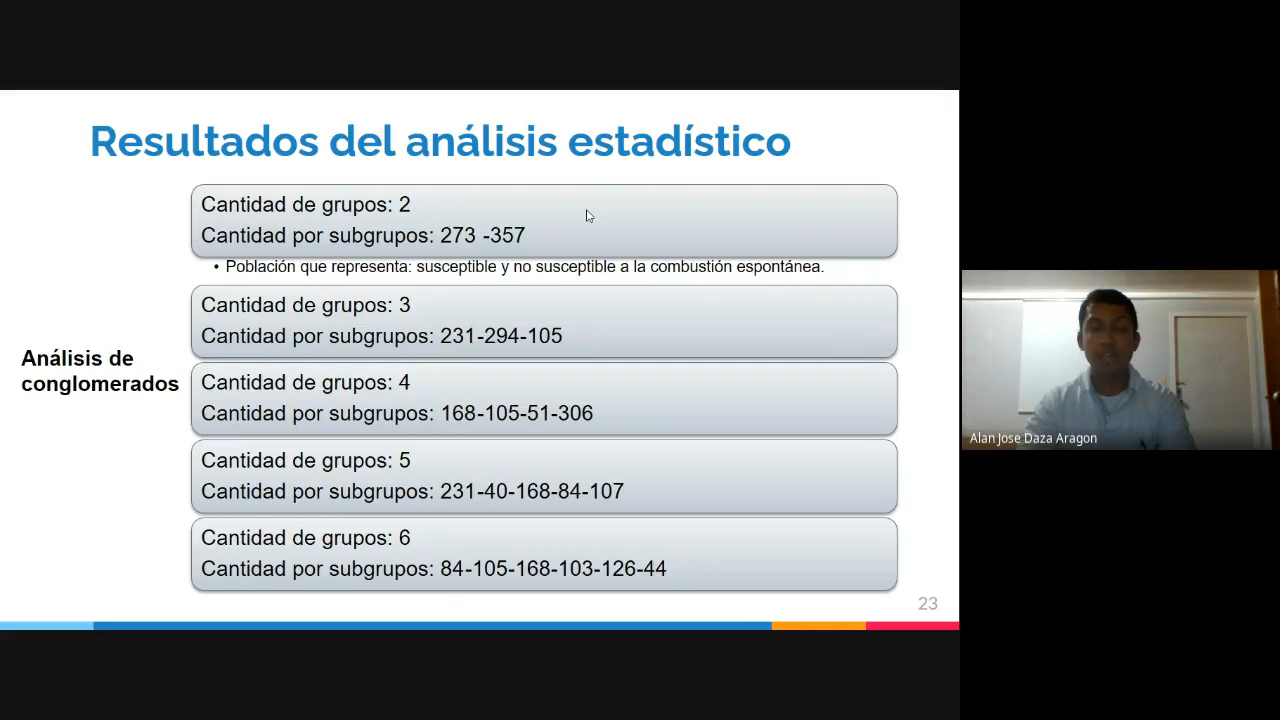 Resultados del análisis estadístico
Cantidad de grupos: 2
Cantidad por subgrupos: 273 -357
• Población que representa: susceptible y no susceptible a la combustión espontánea.
Cantidad de grupos: 3
Cantidad por subgrupos: 231-294-105
Análisis de
conglomerados
Cantidad de grupos: 4
Cantidad por subgrupos: 168-105-51-306
Cantidad de grupos: 5
Cantidad por subgrupos: 231-40-168-84-107
Cantidad de grupos: 6
Cantidad por subgrupos: 84-105-168-103-126-44
23
Alan Jose Daza Aragon